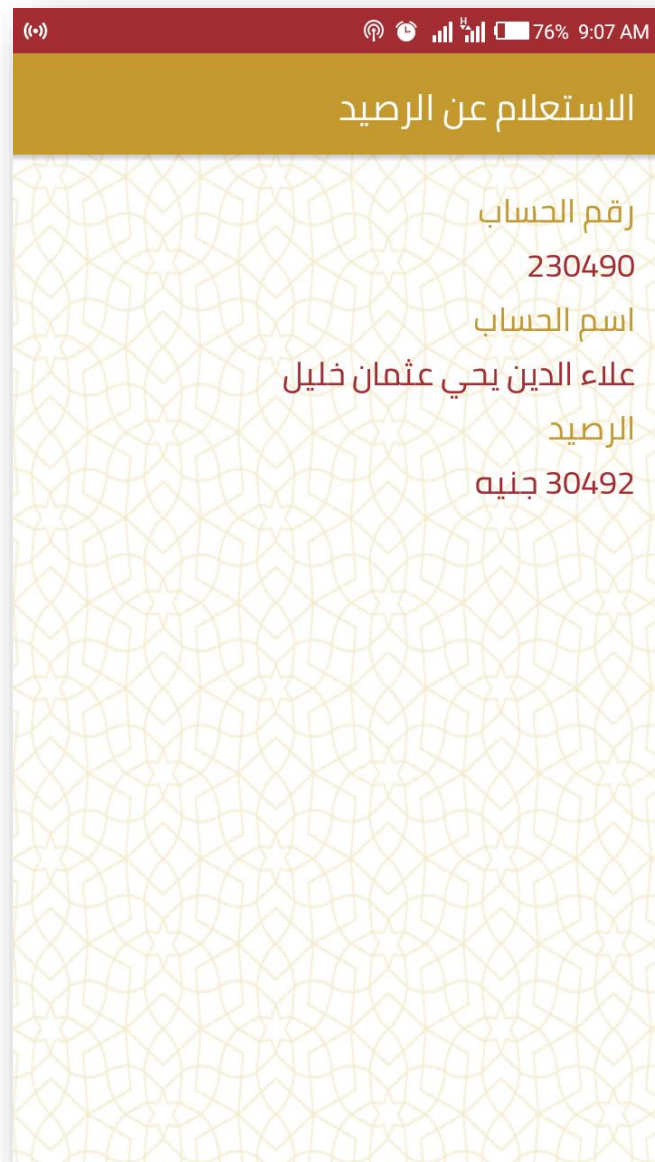 76% 9:07 AM
الاستعلام عن الرصيد
رقم الحساب
230490
اسم الحساب
علاء الدين يحي عثمان خليل
الرصيد
30492 جنيه